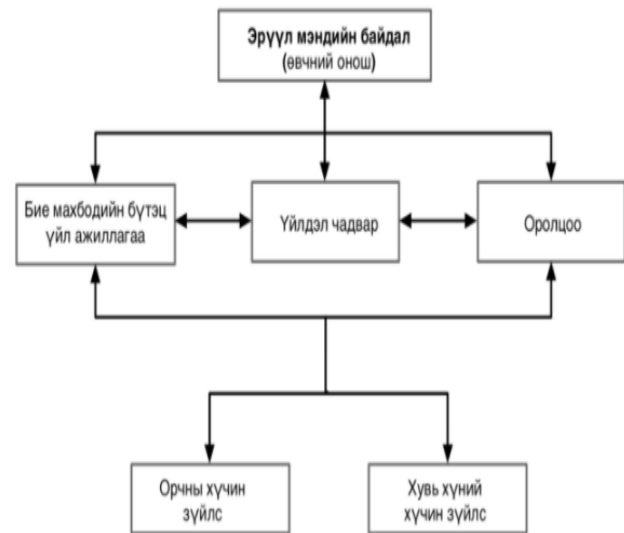 Эрүүл мэндийн байдал
(өвчний онош)
Бие махбодийн бүтэц
үйл ажиллагаа
Үйлдэл чадвар
Оролцоо
Орчны хүчин
зүйлс
Хувь хүний
хүчин зүйлс